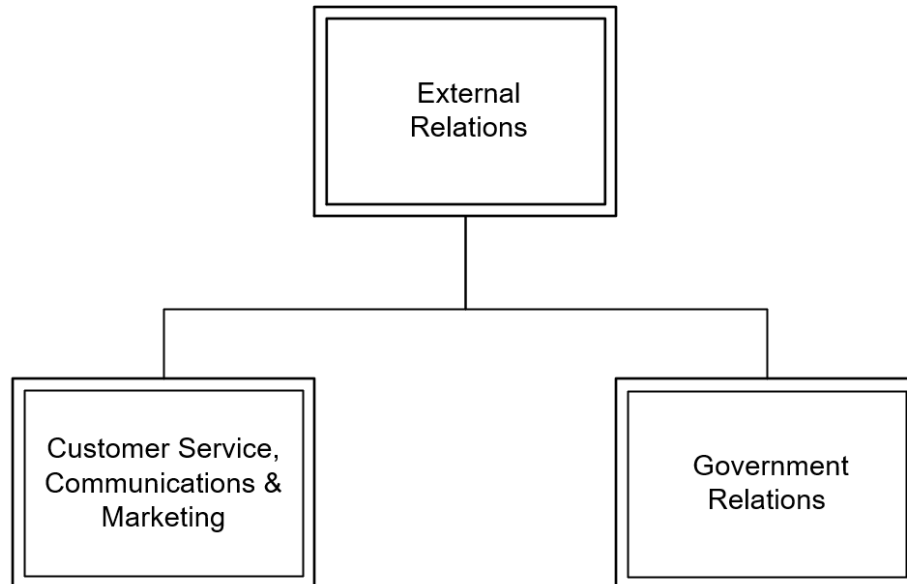 External
Relations
Customer Service,
Communications &
Marketing
Government
Relations